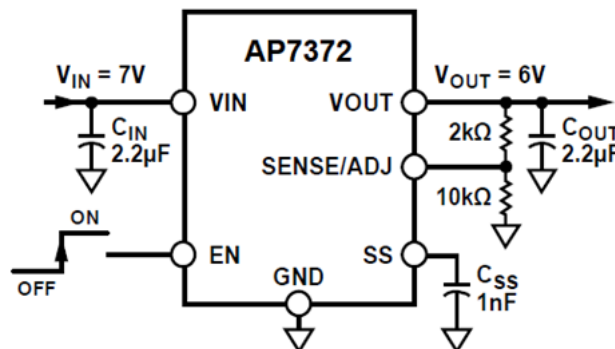 AP7372
V_IN = 7V
V_OUT = 6V
VIN
VOUT
C_IN
2.2µF
2kΩ
C_OUT
2.2µF
SENSE/ADJ
10kΩ
ON
OFF
EN
SS
GND
C_SS
1nF